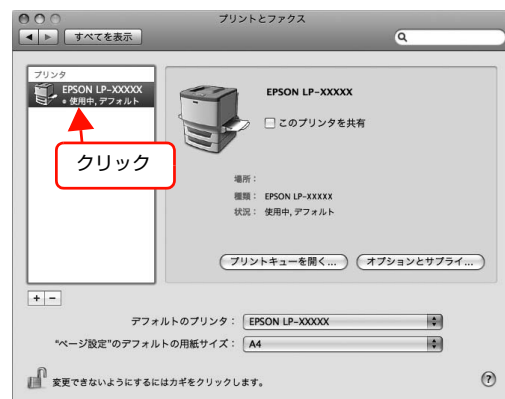 プリントとファクス
すべてを表示
プリンタ
EPSON LP-XXXXX
使用中, デフォルト
クリック
EPSON LP-XXXXX
このプリンタを共有
場所：
種類： EPSON LP-XXXXX
状況： 使用中, デフォルト
プリントキューを開く... オプションとサプライ...
+ -
デフォルトのプリンタ： EPSON LP-XXXXX
“ページ設定”のデフォルトの用紙サイズ： A4
変更できないようにするにはカギをクリックします。 ?